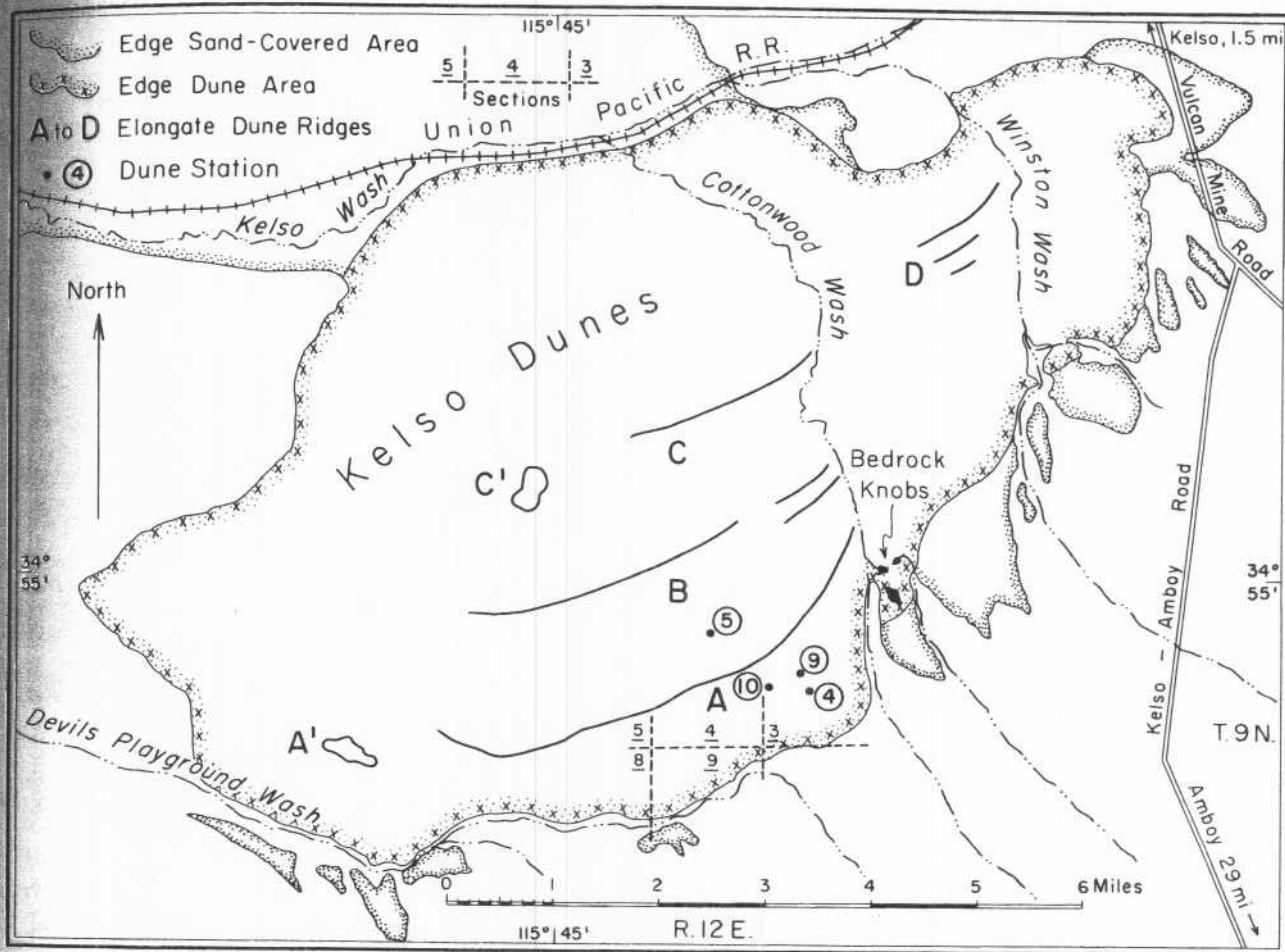 Edge Sand-Covered Area
Edge Dune Area
A to D Elongate Dune Ridges
④ Dune Station
115° 45'
5 4 3
Sections
Union Pacific R.R.
Kelso Wash
Kelso, 1.5 mi
Vulcan Mine Road
Winston Wash
Cottonwood Wash
North
D
Kelso Dunes
C
C'
Bedrock
Knobs
34°
55'
34°
55'
B
⑤
⑨
⑩
④
A
A'
5 4 3
8 9
Devils Playground Wash
Kelso – Amboy Road
T. 9 N.
Amboy 29 mi
0 1 2 3 4 5 6 Miles
115° 45'
R. 12 E.